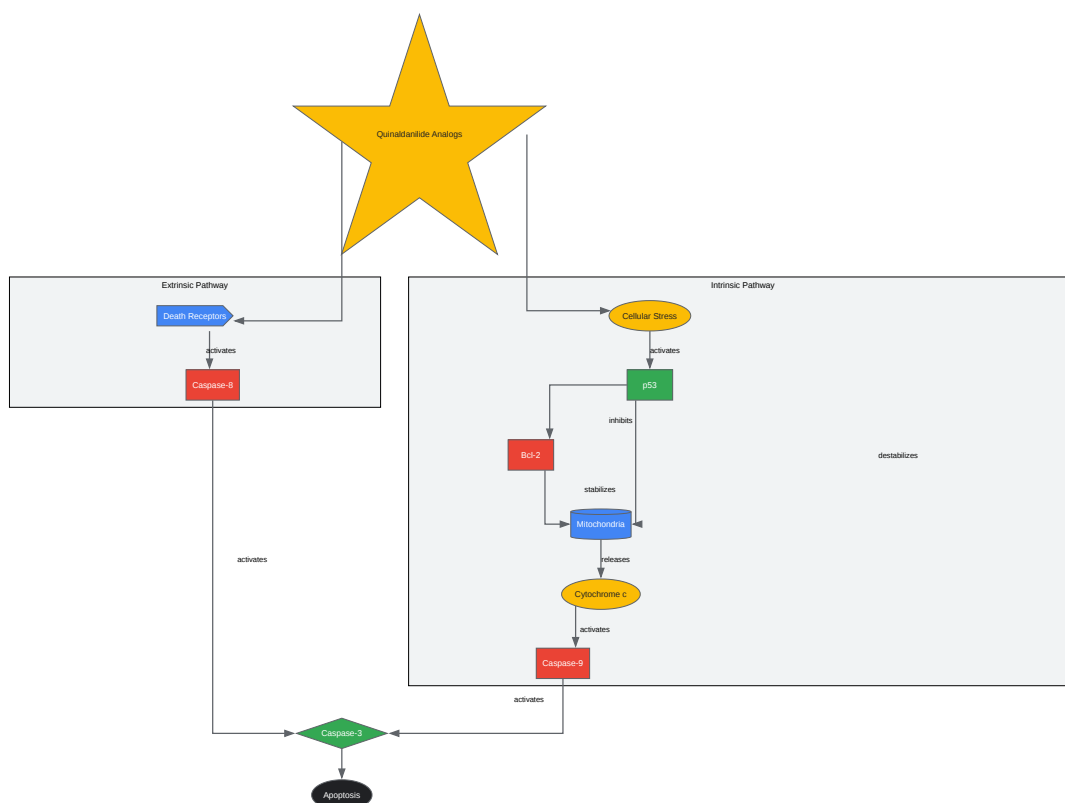 Quinaldanilide Analogs
Extrinsic Pathway
Intrinsic Pathway
Death Receptors
Cellular Stress
activates
activates
Caspase-8
p53
inhibits
Bcl-2
destabilizes
stabilizes
Mitochondria
activates
releases
Cytochrome c
activates
Caspase-9
activates
Caspase-3
Apoptosis